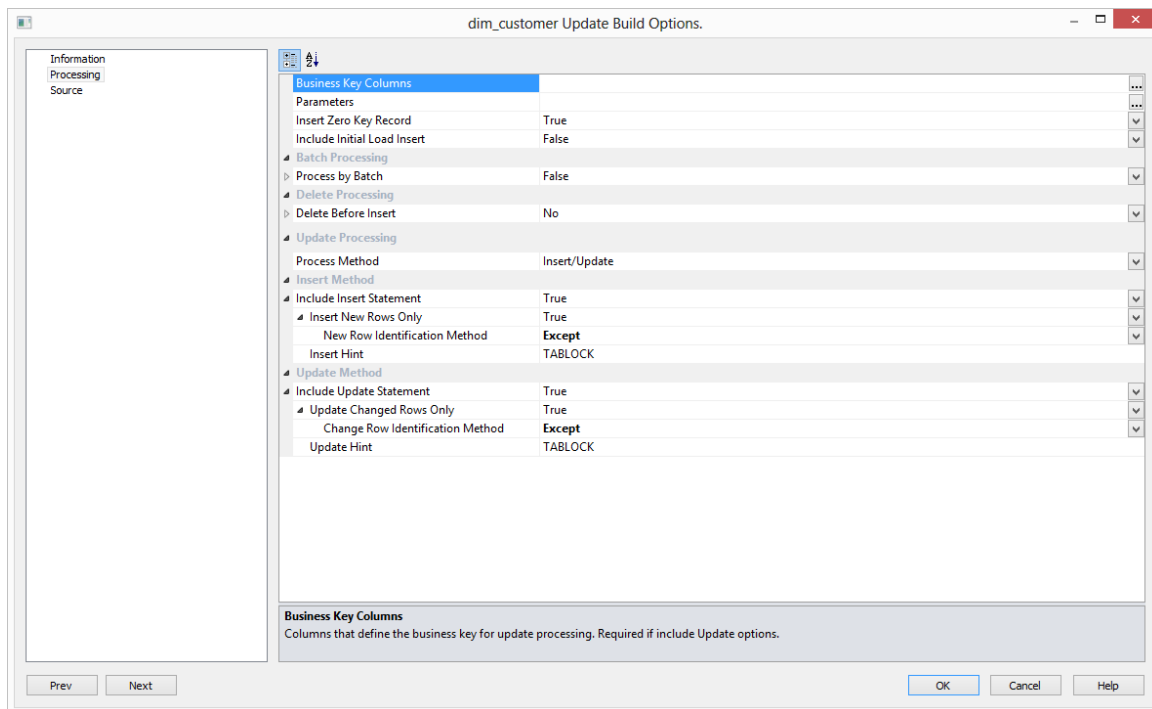 dim_customer Update Build Options.
Information
Processing
Source
Business Key Columns
Parameters
Insert Zero Key Record True
Include Initial Load Insert False
Batch Processing
Process by Batch False
Delete Processing
Delete Before Insert No
Update Processing
Process Method Insert/Update
Insert Method
Include Insert Statement True
Insert New Rows Only True
New Row Identification Method Except
Insert Hint TABLOCK
Update Method
Include Update Statement True
Update Changed Rows Only True
Change Row Identification Method Except
Update Hint TABLOCK
Business Key Columns
Columns that define the business key for update processing. Required if include Update options.
Prev Next OK Cancel Help